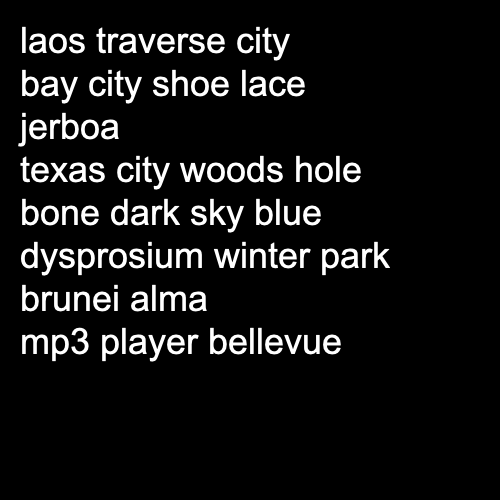 laos traverse city
bay city shoe lace
jerboa
texas city woods hole
bone dark sky blue
dysprosium winter park
brunei alma
mp3 player bellevue